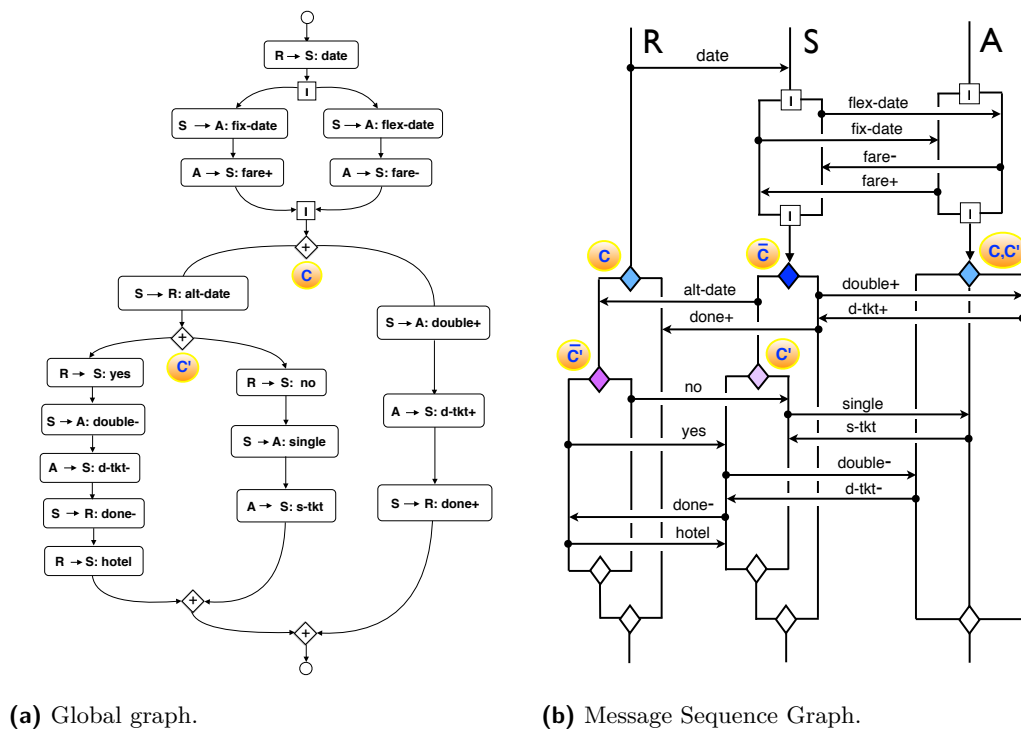 R → S: date
|
S → A: fix-date
S → A: flex-date
A → S: fare+
A → S: fare-
|
+
C
S → R: alt-date
S → A: double+
+
C'
R → S: yes
R → S: no
A → S: d-tkt+
S → A: double-
S → A: single
A → S: d-tkt-
S → R: done-
A → S: s-tkt
S → R: done+
R → S: hotel
+
+
(a) Global graph.
R S A
date
| |
flex-date
fix-date
fare-
fare+
| |
C C̄ C,C'
alt-date
double+
d-tkt+
done+
C̄' C'
no
single
yes
s-tkt
double-
d-tkt-
done-
hotel
(b) Message Sequence Graph.